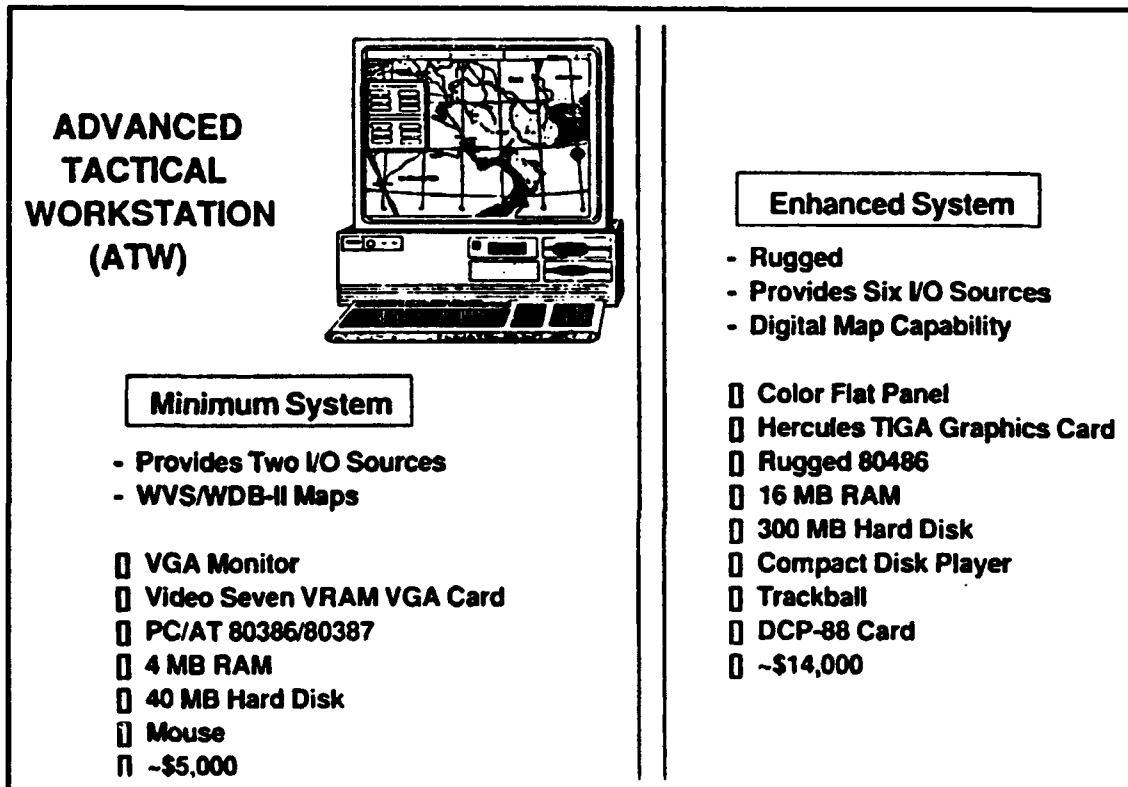 ADVANCED
TACTICAL
WORKSTATION
(ATW)
Minimum System
- Provides Two I/O Sources
- WVS/WDB-II Maps
▯ VGA Monitor
▯ Video Seven VRAM VGA Card
▯ PC/AT 80386/80387
▯ 4 MB RAM
▯ 40 MB Hard Disk
▯ Mouse
▯ ~$5,000
Enhanced System
- Rugged
- Provides Six I/O Sources
- Digital Map Capability
▯ Color Flat Panel
▯ Hercules TIGA Graphics Card
▯ Rugged 80486
▯ 16 MB RAM
▯ 300 MB Hard Disk
▯ Compact Disk Player
▯ Trackball
▯ DCP-88 Card
▯ ~$14,000